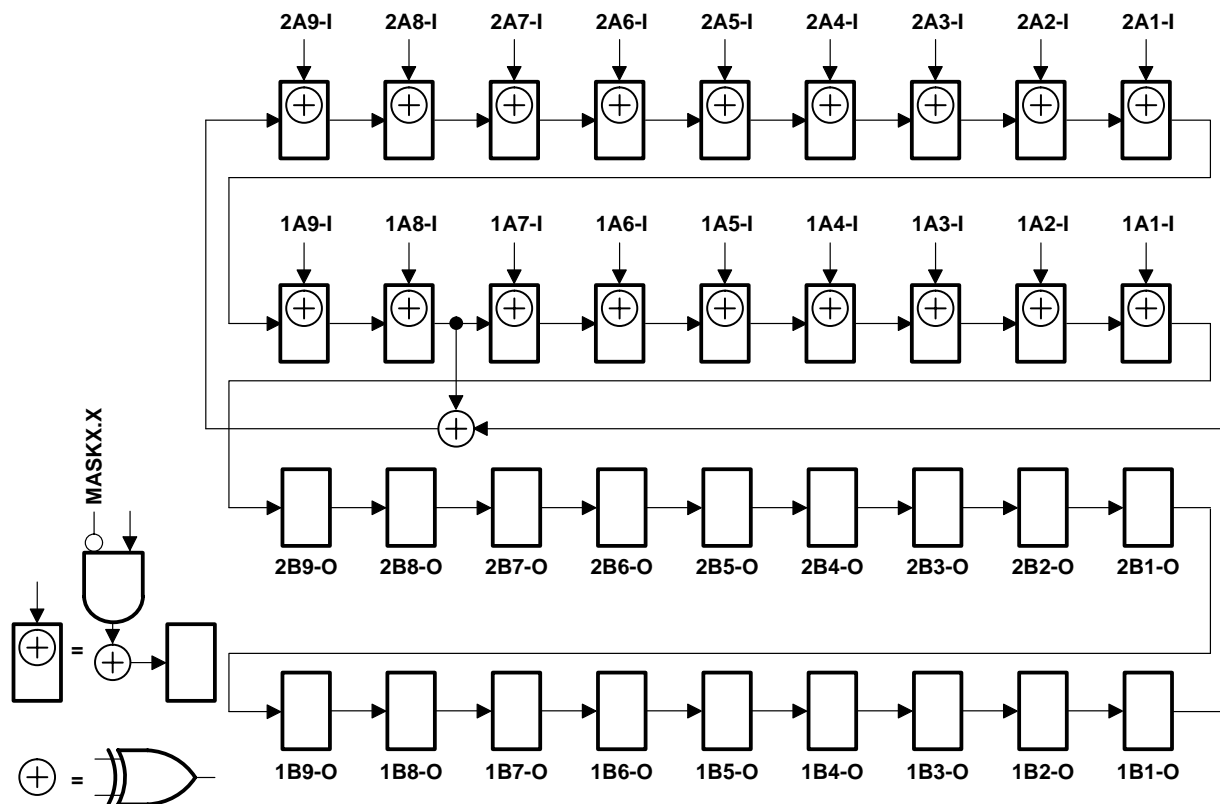 2A9-I 2A8-I 2A7-I 2A6-I 2A5-I 2A4-I 2A3-I 2A2-I 2A1-I
1A9-I 1A8-I 1A7-I 1A6-I 1A5-I 1A4-I 1A3-I 1A2-I 1A1-I
MASKX.X
2B9-O 2B8-O 2B7-O 2B6-O 2B5-O 2B4-O 2B3-O 2B2-O 2B1-O
=
1B9-O 1B8-O 1B7-O 1B6-O 1B5-O 1B4-O 1B3-O 1B2-O 1B1-O
=